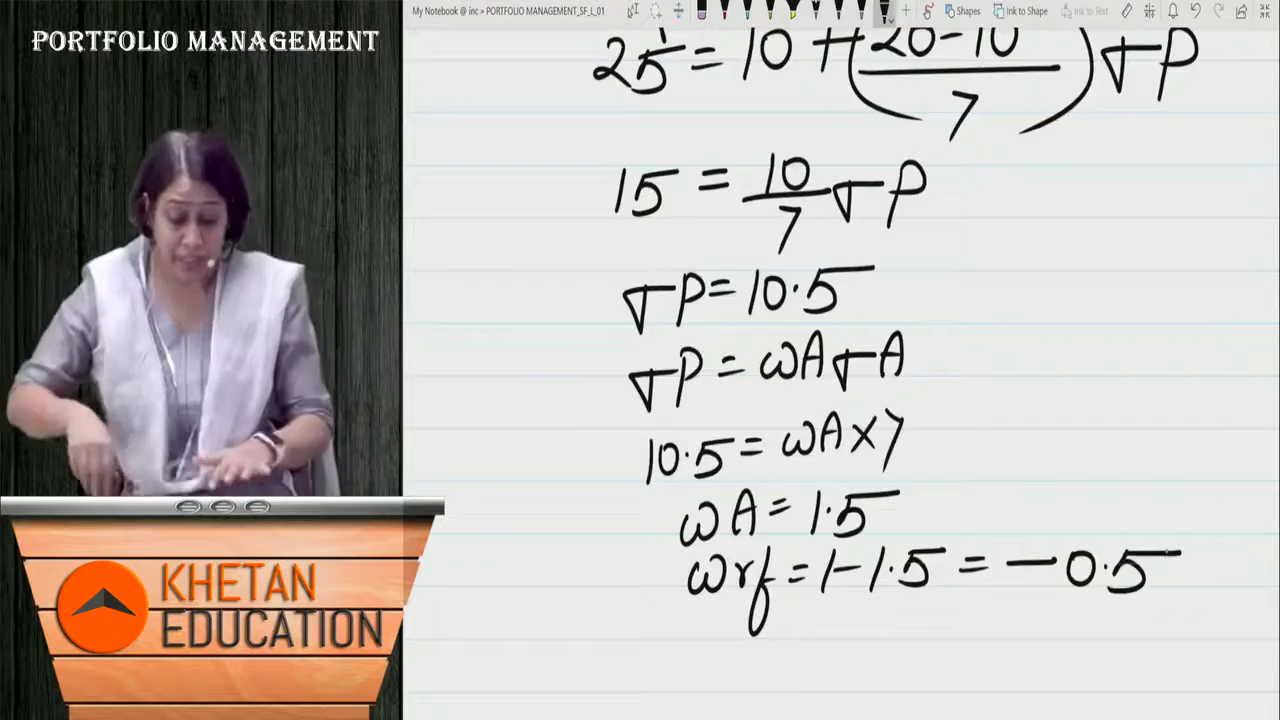 My Notebook @ inc » PORTFOLIO MANAGEMENT_SF_L_01
Shapes
Ink to Shape
Ink to Text
PORTFOLIO MANAGEMENT
25 = 10 + (20-10 / 7) σP
15 = 10/7 σP
σP = 10.5
σP = ωA σA
10.5 = ωA × 7
ωA = 1.5
ωrf = 1 - 1.5 = -0.5
KHETAN
EDUCATION